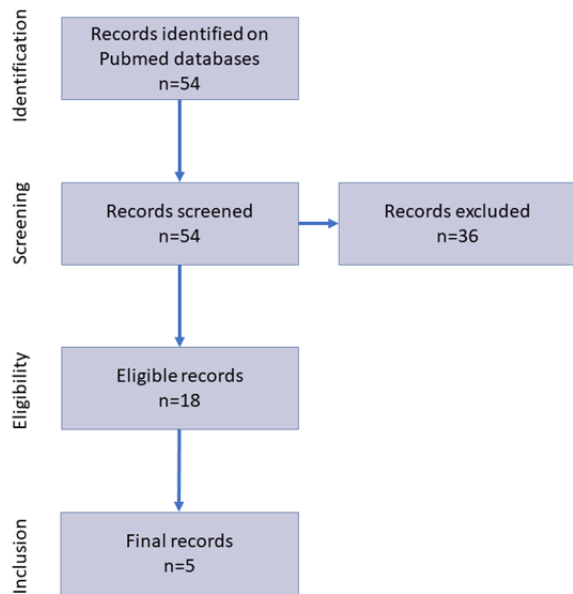 Identification
Records identified on
Pubmed databases
n=54
Screening
Records screened
n=54
Records excluded
n=36
Eligibility
Eligible records
n=18
Inclusion
Final records
n=5